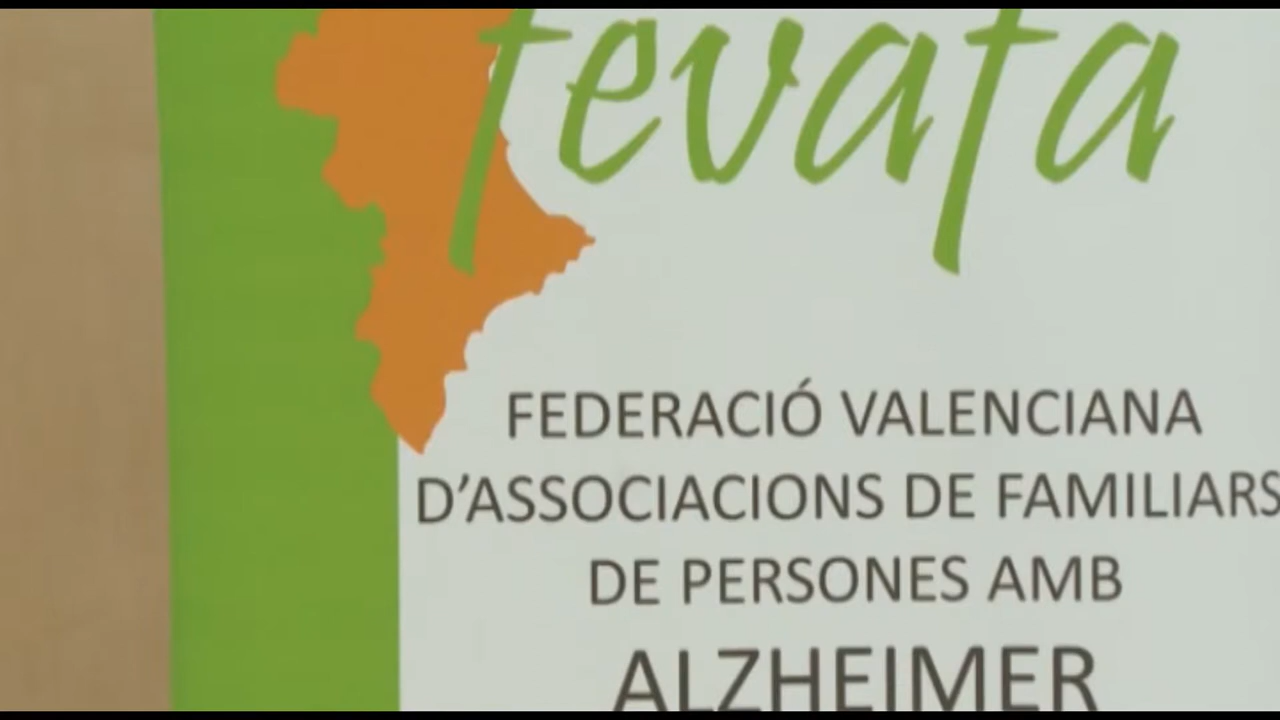 fevafa
FEDERACIÓ VALENCIANA
D'ASSOCIACIONS DE FAMILIARS
DE PERSONES AMB
ALZHEIMER